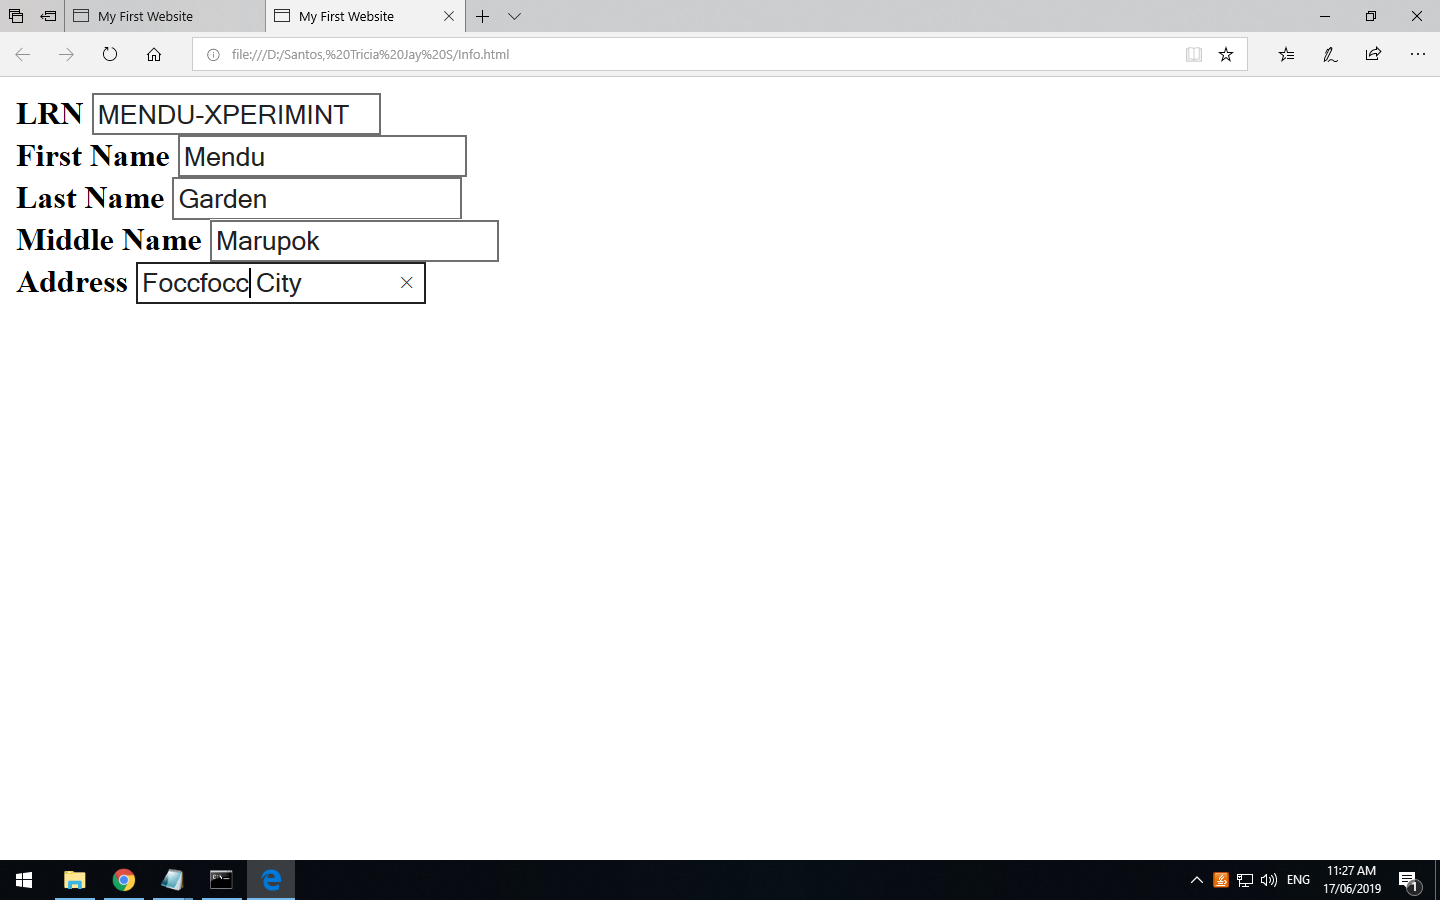 My First Website
My First Website
file:///D:/Santos,%20Tricia%20Jay%20S/Info.html
LRN MENDU-XPERIMINT
First Name Mendu
Last Name Garden
Middle Name Marupok
Address Foccfocc City
ENG
11:27 AM
17/06/2019
1